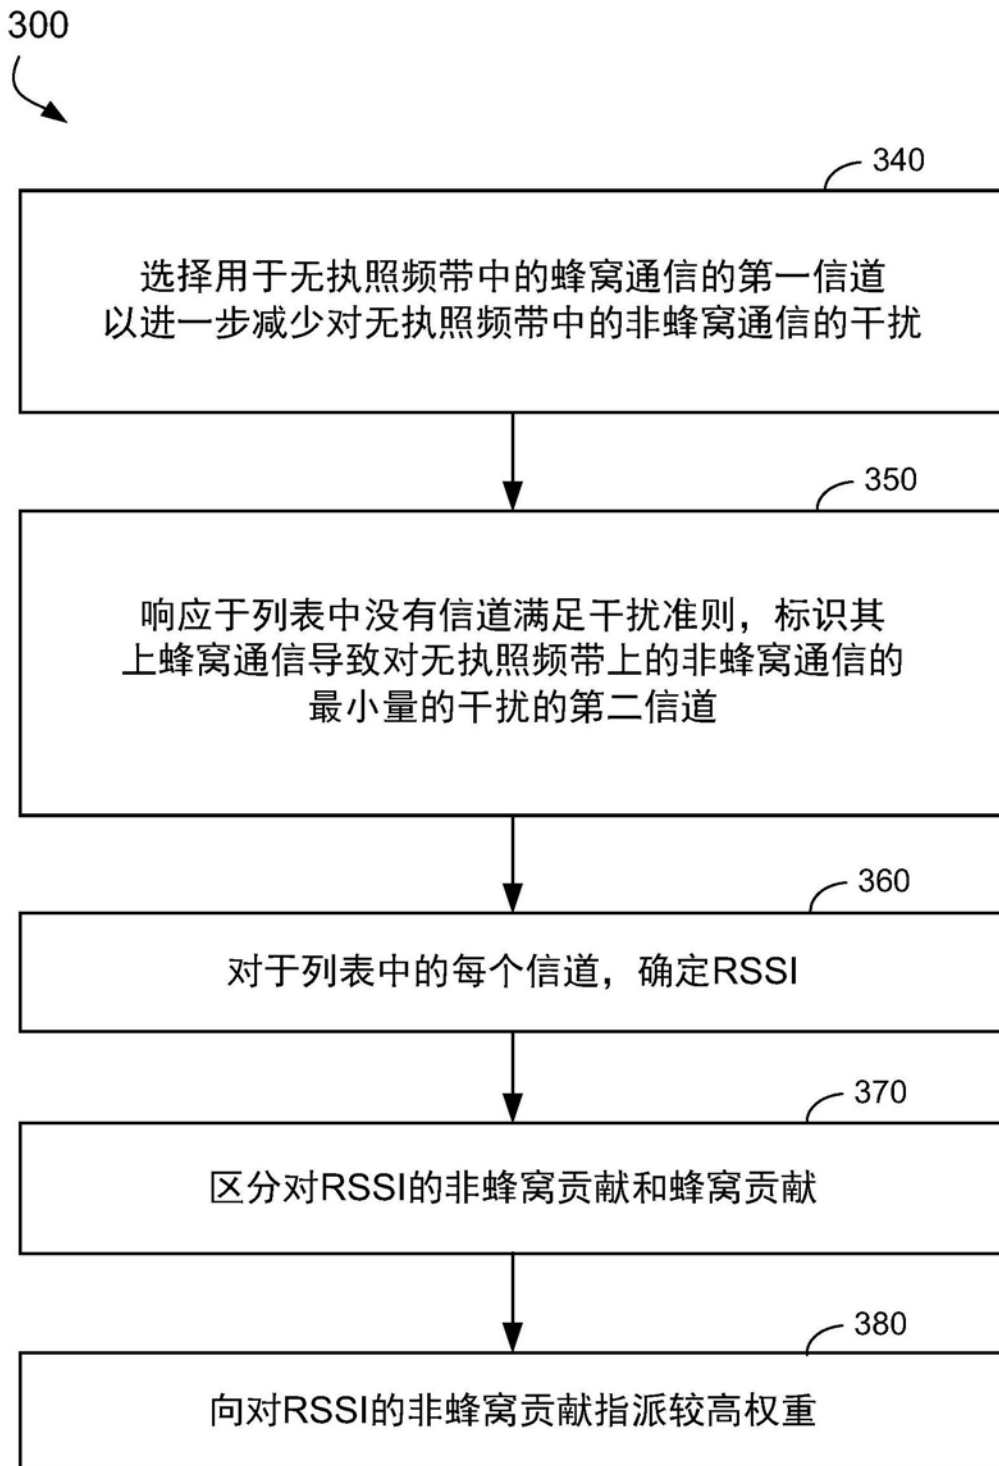 300
340
选择用于无执照频带中的蜂窝通信的第一信道
以进一步减少对无执照频带中的非蜂窝通信的干扰
350
响应于列表中没有信道满足干扰准则，标识其
上蜂窝通信导致对无执照频带上的非蜂窝通信的
最小量的干扰的第二信道
360
对于列表中的每个信道，确定RSSI
370
区分对RSSI的非蜂窝贡献和蜂窝贡献
380
向对RSSI的非蜂窝贡献指派较高权重